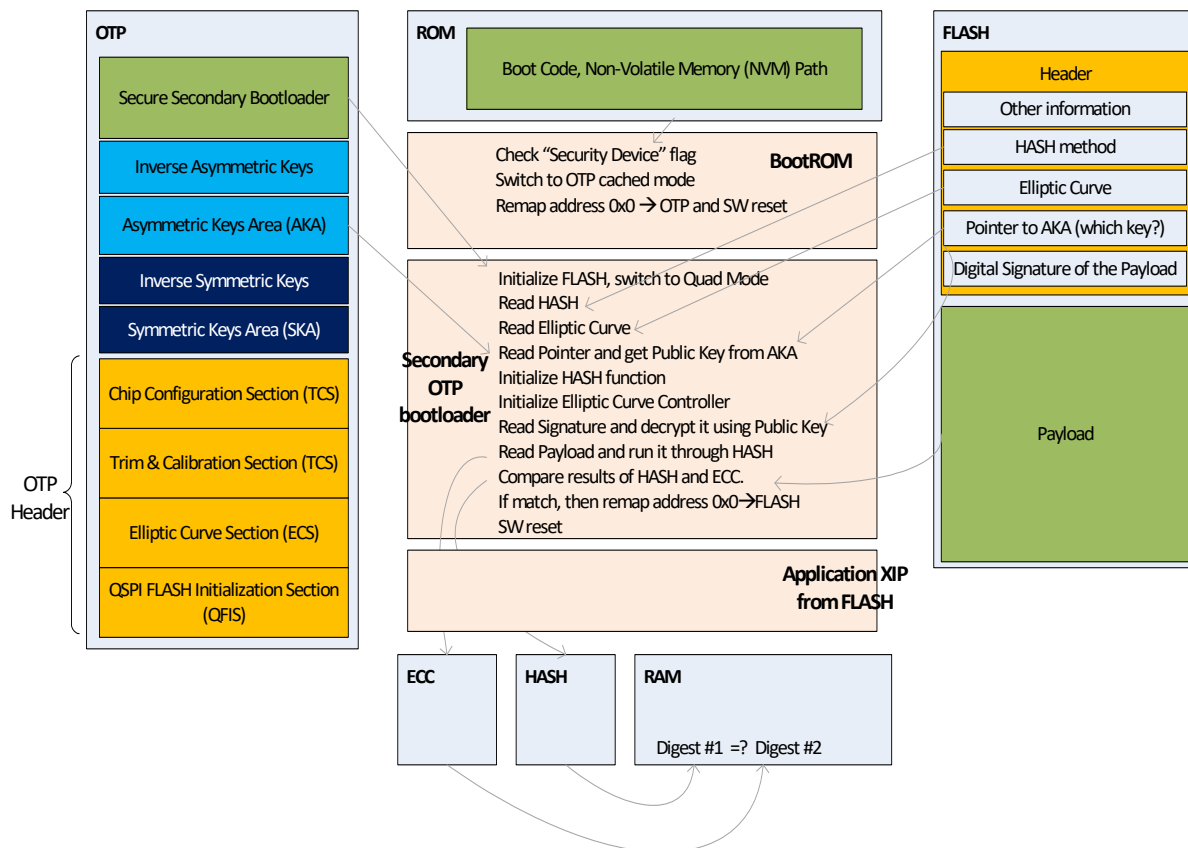 OTP
Secure Secondary Bootloader
Inverse Asymmetric Keys
Asymmetric Keys Area (AKA)
Inverse Symmetric Keys
Symmetric Keys Area (SKA)
Chip Configuration Section (TCS)
Trim & Calibration Section (TCS)
Elliptic Curve Section (ECS)
QSPI FLASH Initialization Section
(QFIS)
OTP
Header
ROM
Boot Code, Non-Volatile Memory (NVM) Path
Check “Security Device” flag
Switch to OTP cached mode
Remap address 0x0 → OTP and SW reset
BootROM
Initialize FLASH, switch to Quad Mode
Read HASH
Read Elliptic Curve
Read Pointer and get Public Key from AKA
Initialize HASH function
Initialize Elliptic Curve Controller
Read Signature and decrypt it using Public Key
Read Payload and run it through HASH
Compare results of HASH and ECC.
If match, then remap address 0x0→FLASH
SW reset
Secondary
OTP
bootloader
Application XIP
from FLASH
ECC
HASH
RAM
Digest #1 =? Digest #2
FLASH
Header
Other information
HASH method
Elliptic Curve
Pointer to AKA (which key?)
Digital Signature of the Payload
Payload